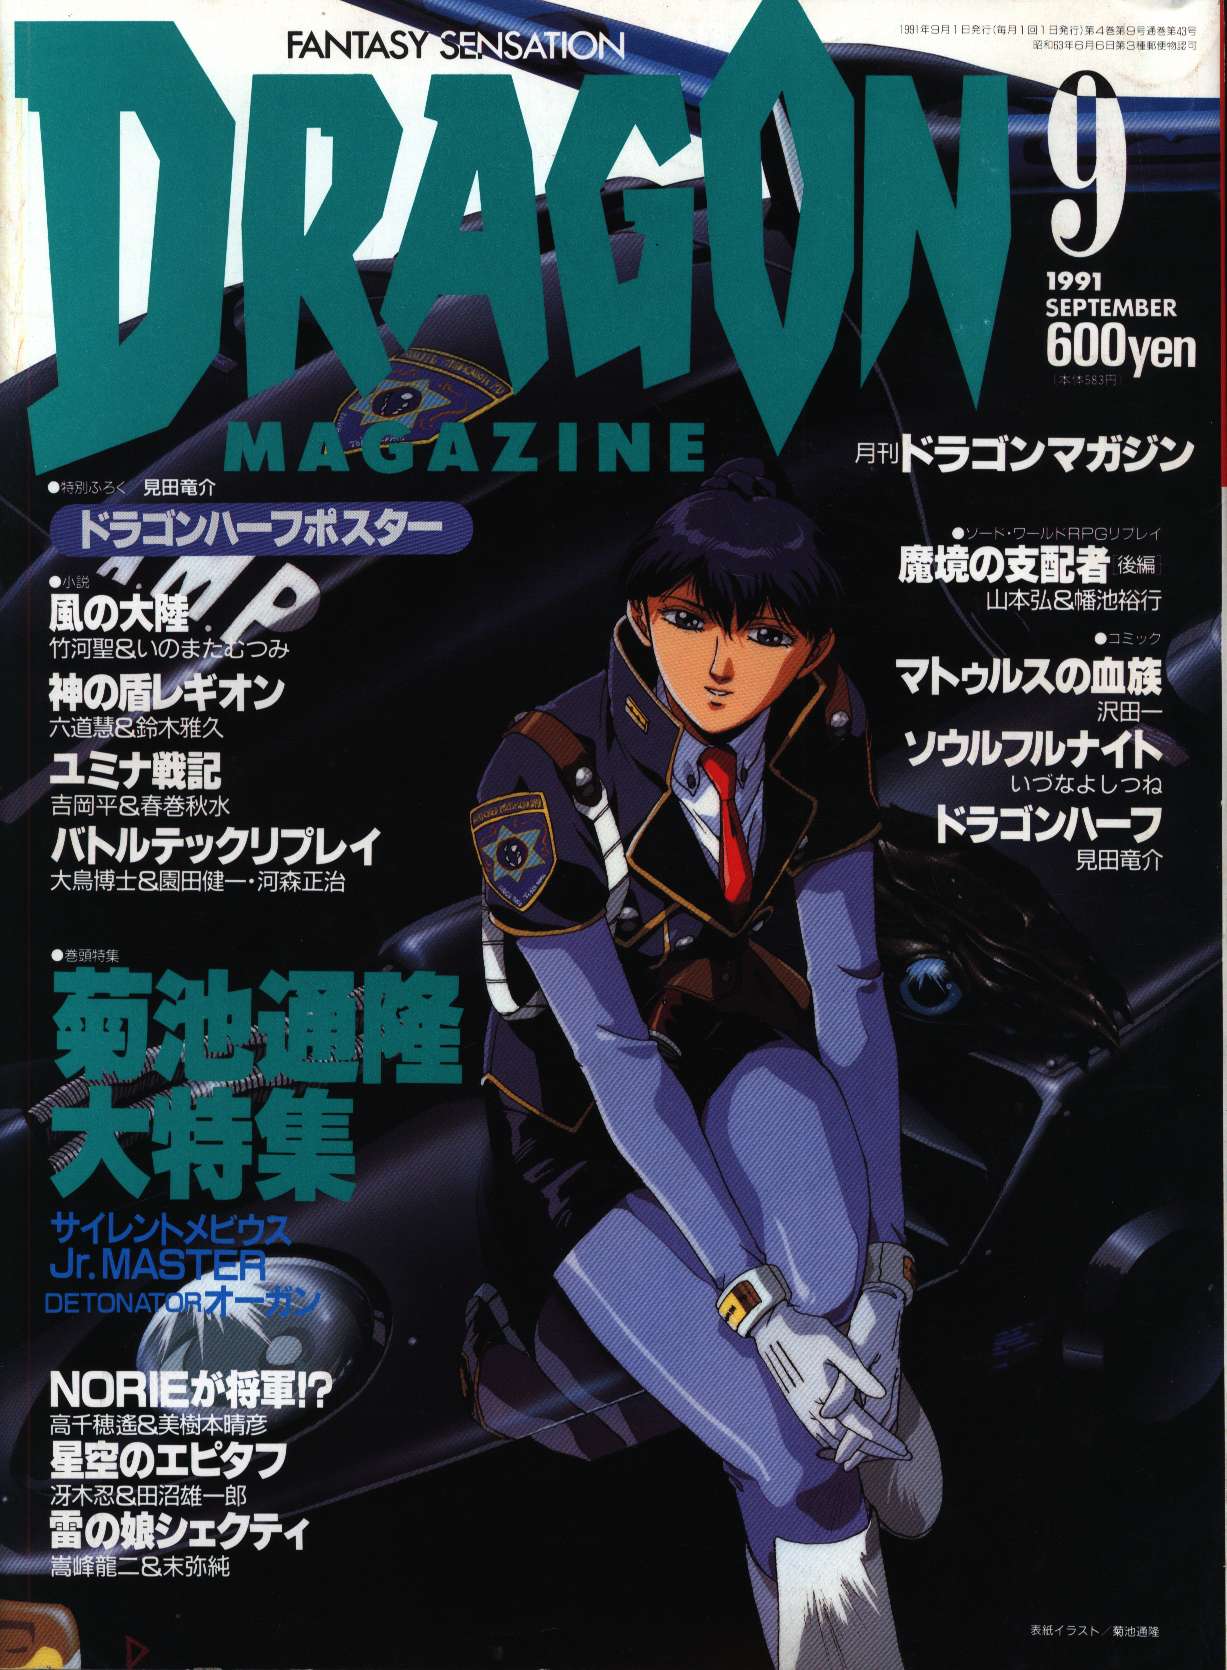 1991年9月1日発行(毎月1回1日発行)第4巻第9号通巻第43号
昭和63年6月6日第3種郵便物認可
FANTASY SENSATION
DRAGON
MAGAZINE
9
1991
SEPTEMBER
600yen
(本体583円)
月刊ドラゴンマガジン
●特別ふろく 見田竜介
ドラゴンハーフポスター
●小説
風の大陸
竹河聖&いのまたむつみ
神の盾レギオン
六道慧&鈴木雅久
ユミナ戦記
吉岡平&春巻秋水
バトルテックリプレイ
大鳥博士&園田健一・河森正治
●ソード・ワールドRPGリプレイ
魔境の支配者[後編]
山本弘&幡池裕行
●コミック
マトゥルスの血族
沢田一
ソウルフルナイト
いづなよしつね
ドラゴンハーフ
見田竜介
●巻頭特集
菊池通隆
大特集
サイレントメビウス
Jr.MASTER
DETONATORオーガン
NORIEが将軍!?
高千穂遙&美樹本晴彦
星空のエピタフ
冴木忍&田沼雄一郎
雷の娘シェクティ
嵩峰龍二&末弥純
表紙イラスト/菊池通隆
AMP